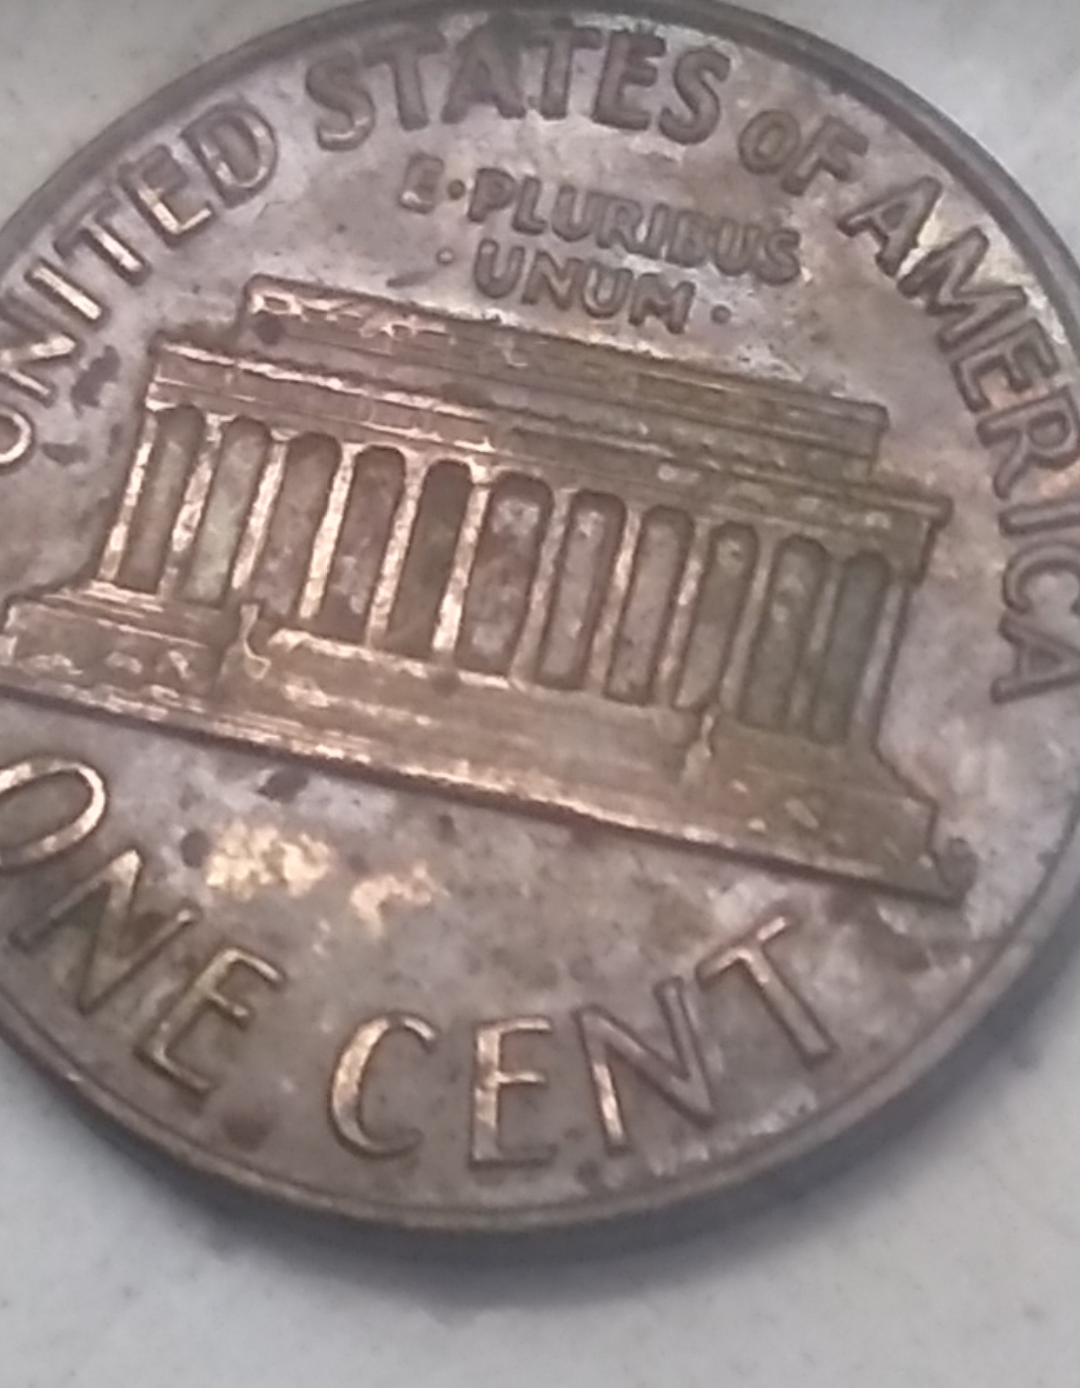 UNITED STATES OF AMERICA
E·PLURIBUS
· UNUM ·
ONE CENT